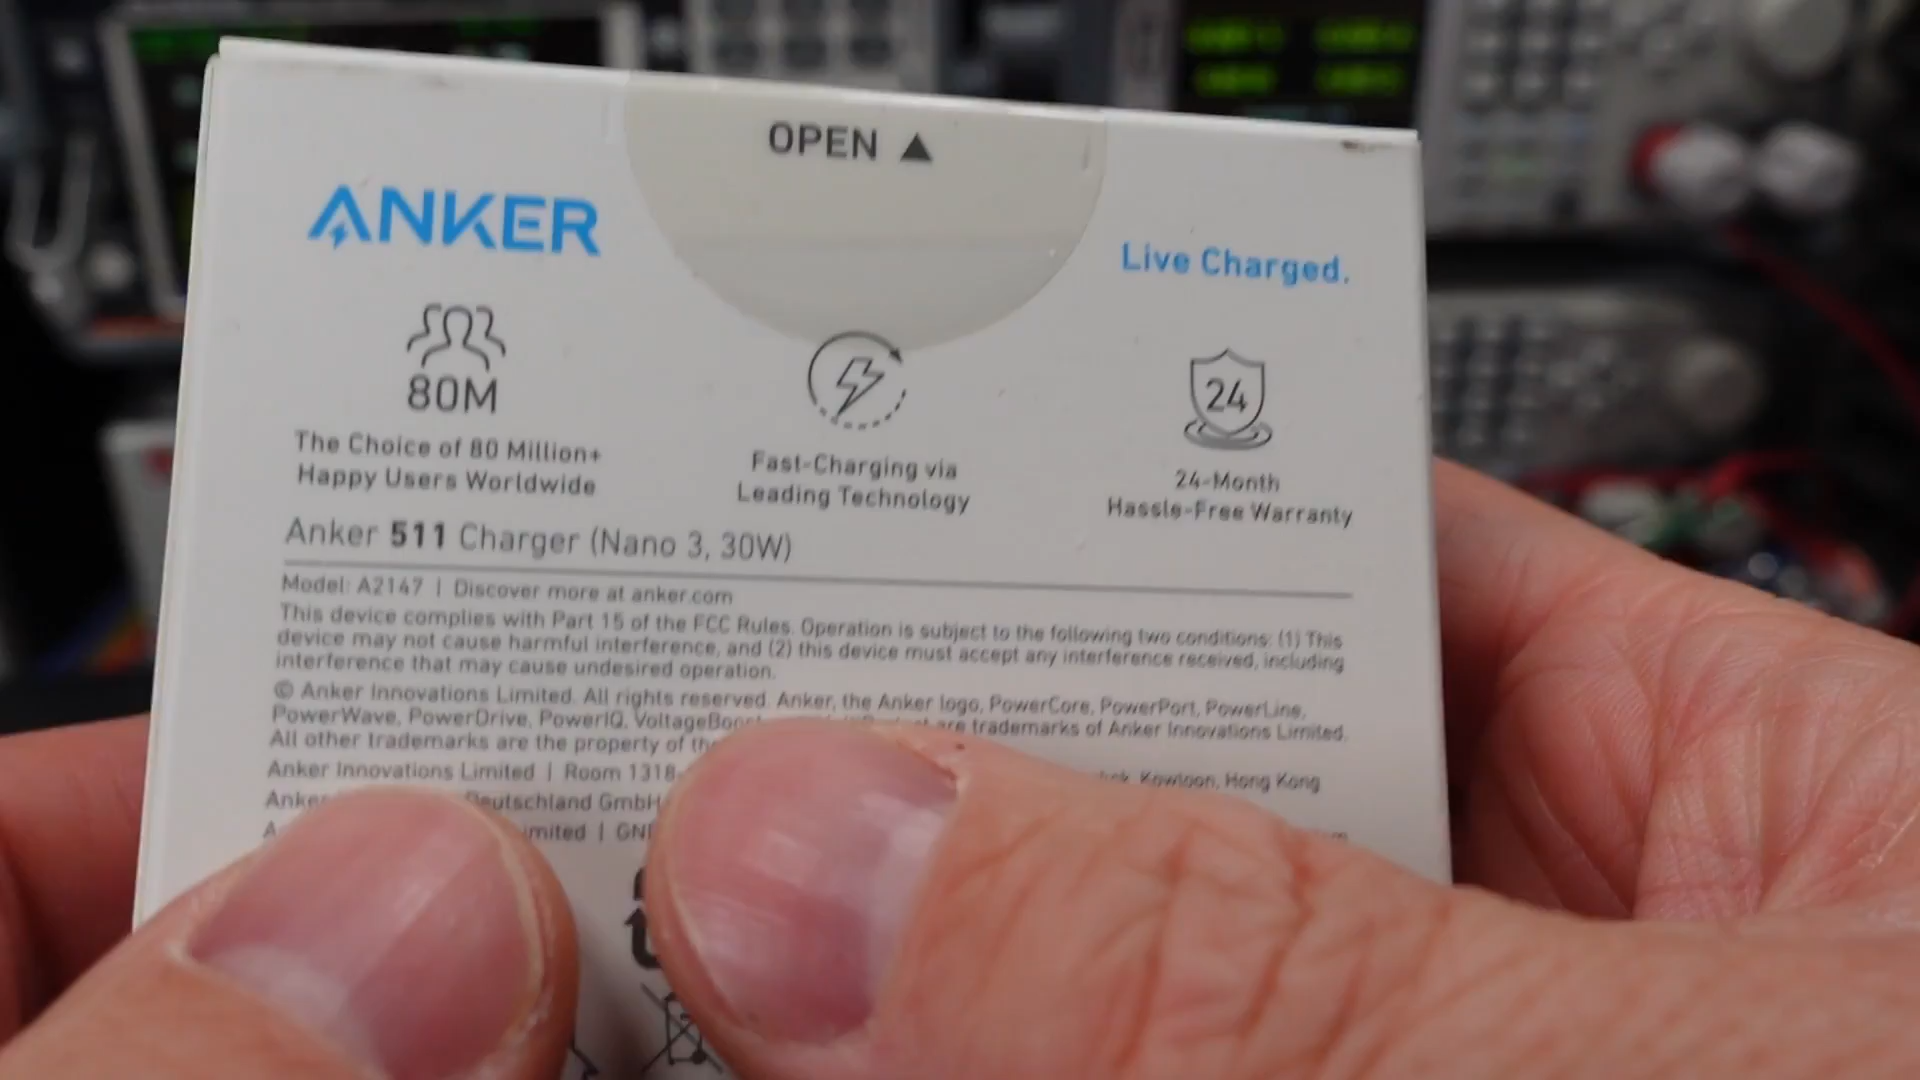 OPEN ▲
ANKER
Live Charged.
80M
The Choice of 80 Million+
Happy Users Worldwide
Fast-Charging via
Leading Technology
24
24-Month
Hassle-Free Warranty
Anker 511 Charger (Nano 3, 30W)
Model: A2147 | Discover more at anker.com
This device complies with Part 15 of the FCC Rules. Operation is subject to the following two conditions: (1) This
device may not cause harmful interference, and (2) this device must accept any interference received, including
interference that may cause undesired operation.
© Anker Innovations Limited. All rights reserved. Anker, the Anker logo, PowerCore, PowerPort, PowerLine,
PowerWave, PowerDrive, PowerIQ, are trademarks of Anker Innovations Limited.
All other trademarks are the property of
Anker Innovations Limited | Room 1318- Kowloon, Hong Kong
Deutschland GmbH